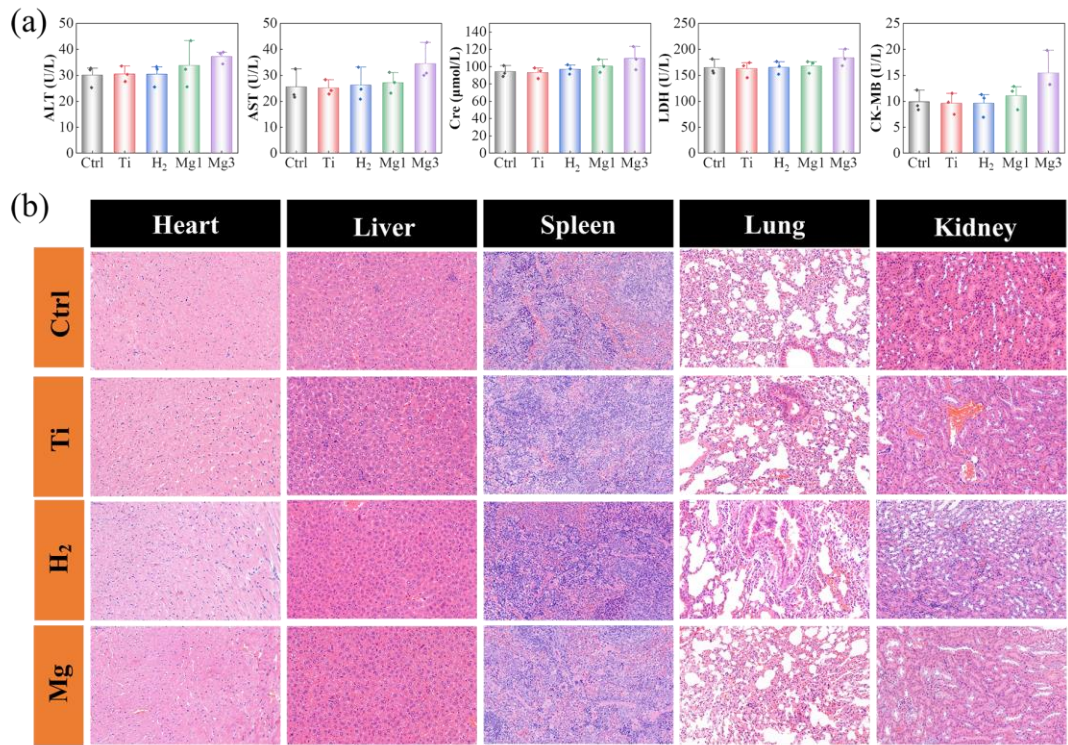 (a)
ALT (U/L)
50
40
30
20
10
0
Ctrl Ti H₂ Mg1 Mg3
AST (U/L)
50
40
30
20
10
0
Ctrl Ti H₂ Mg1 Mg3
Cre (μmol/L)
140
120
100
80
60
40
20
0
Ctrl Ti H₂ Mg1 Mg3
LDH (U/L)
250
200
150
100
50
0
Ctrl Ti H₂ Mg1 Mg3
CK-MB (U/L)
25
20
15
10
5
0
Ctrl Ti H₂ Mg1 Mg3
(b)
Heart Liver Spleen Lung Kidney
Ctrl
Ti
H₂
Mg